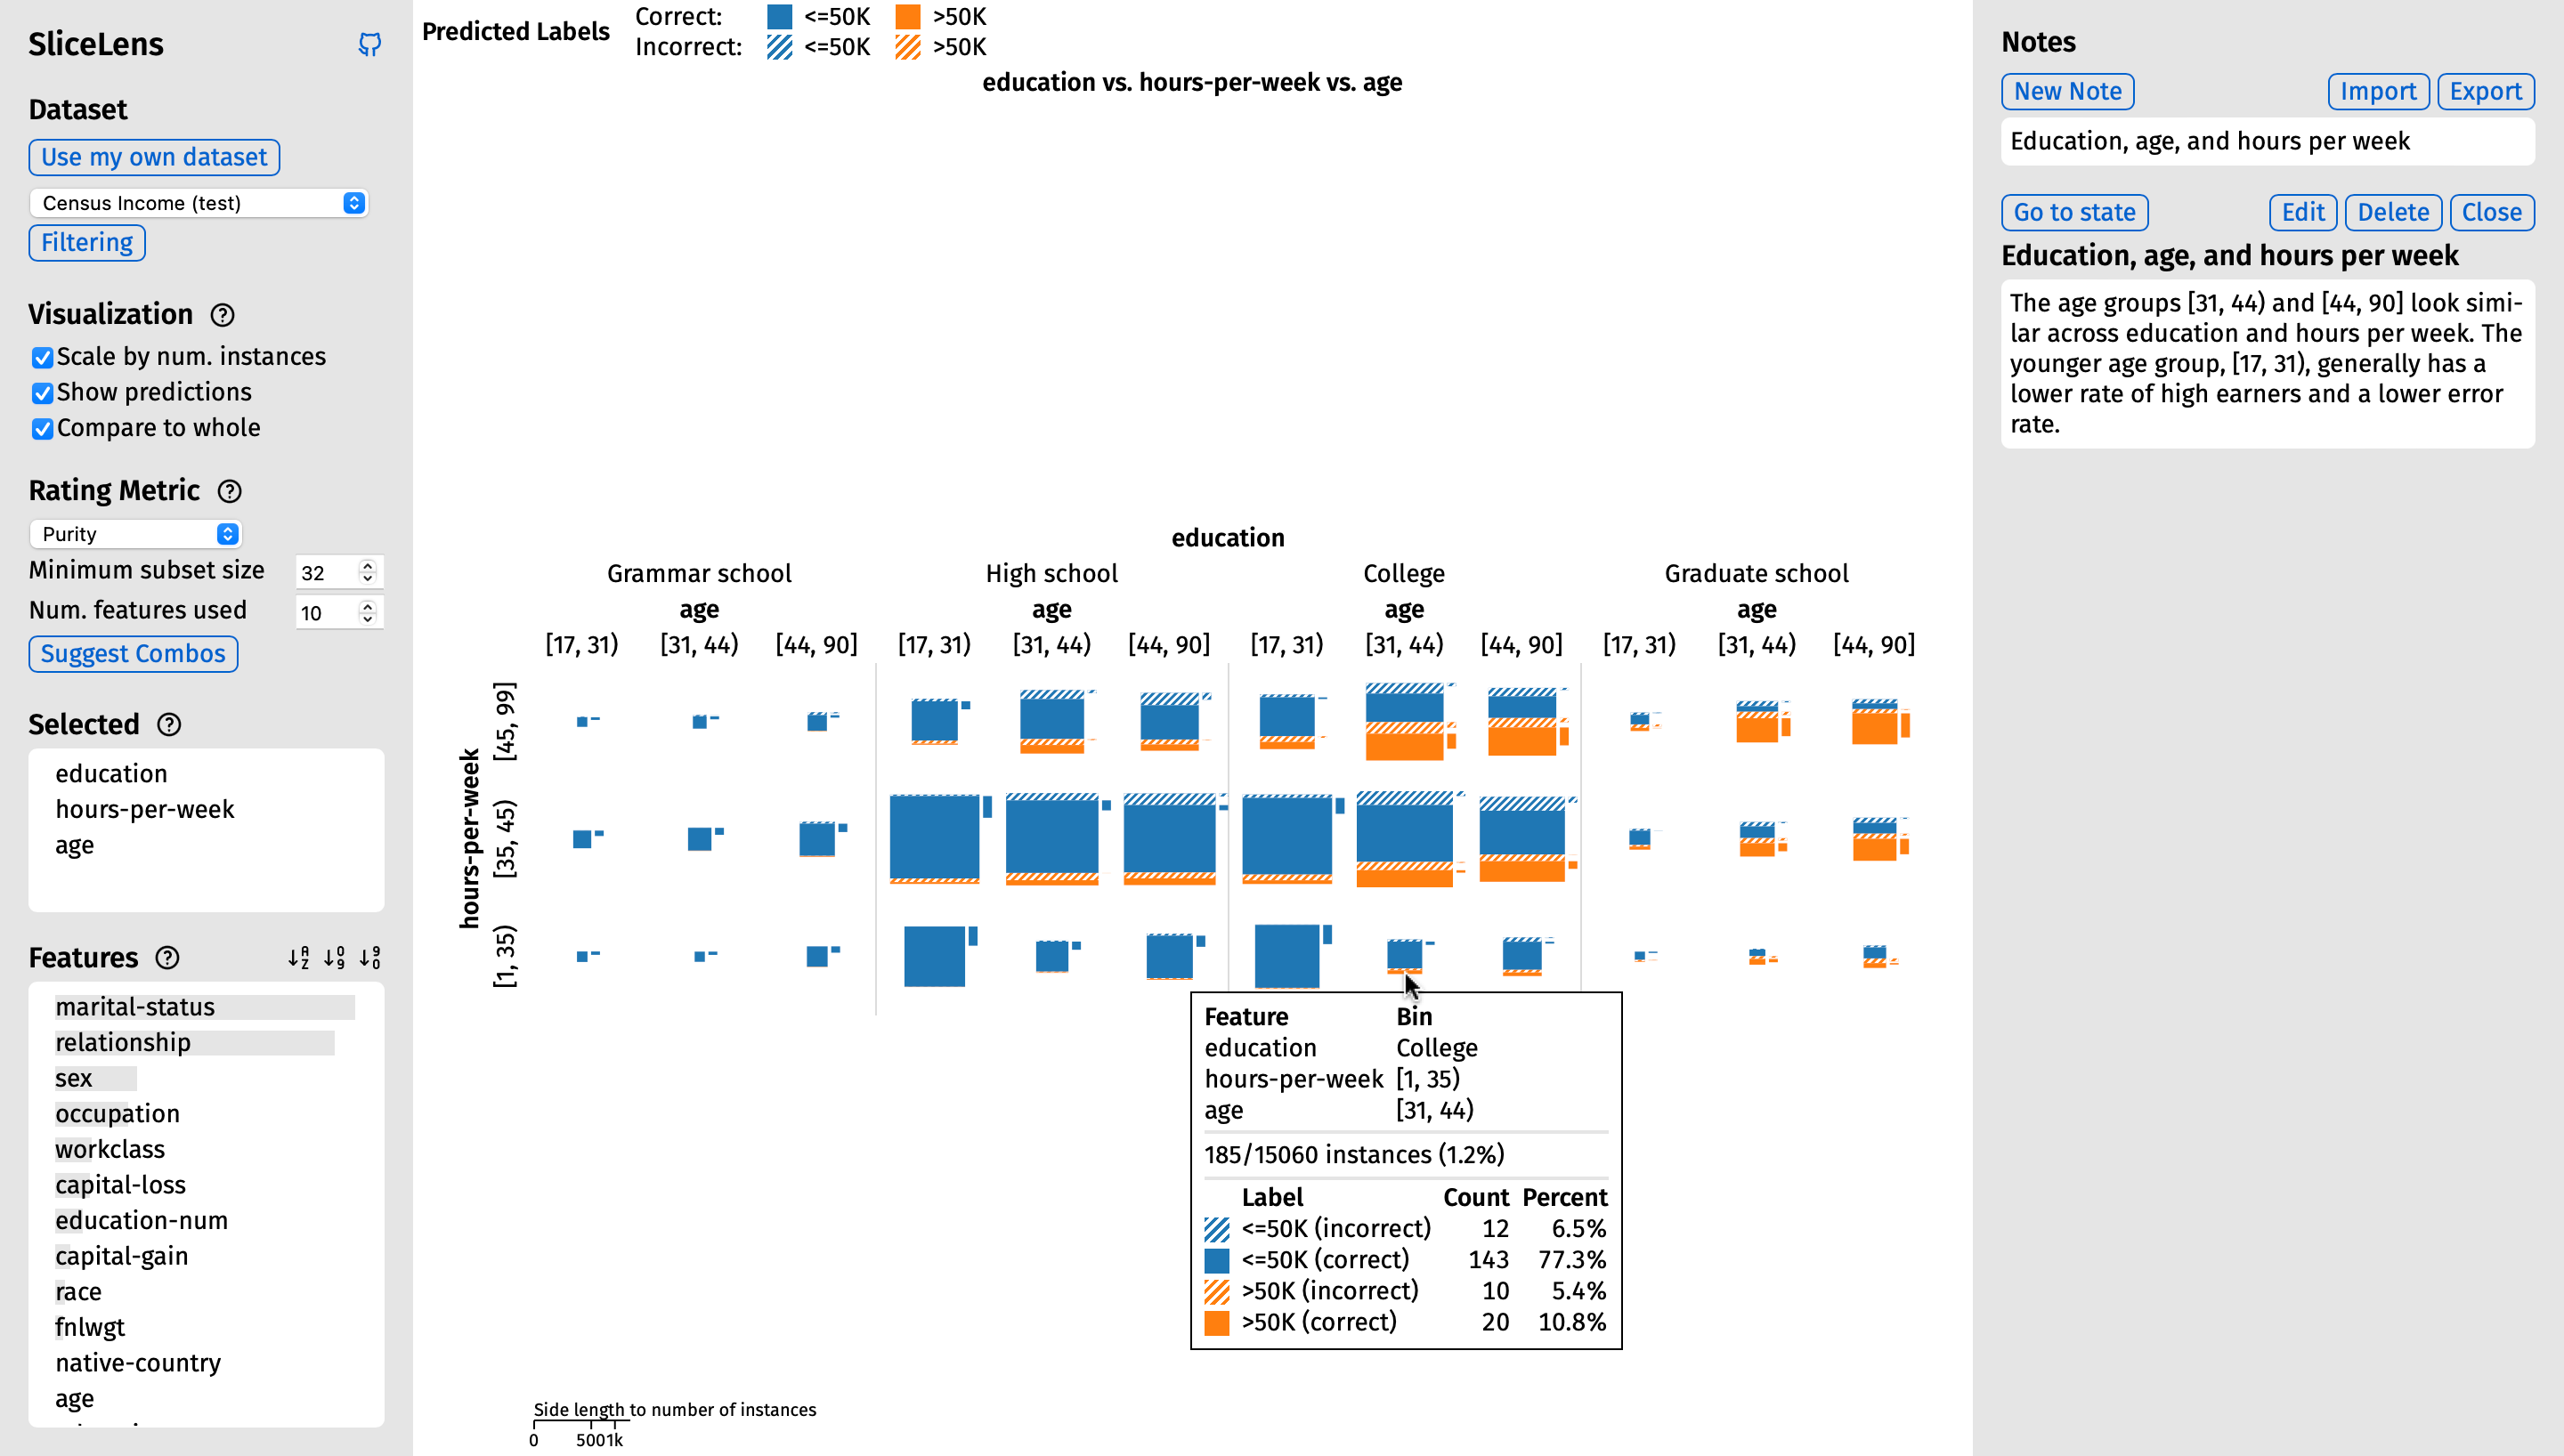 SliceLens
Dataset
Use my own dataset
Census Income (test)
Filtering
Visualization
Scale by num. instances
Show predictions
Compare to whole
Rating Metric
Purity
Minimum subset size 32
Num. features used 10
Suggest Combos
Selected
education
hours-per-week
age
Features
marital-status
relationship
sex
occupation
workclass
capital-loss
education-num
capital-gain
race
fnlwgt
native-country
age
Predicted Labels
Correct: <=50K >50K
Incorrect: <=50K >50K
education vs. hours-per-week vs. age
education
Grammar school High school College Graduate school
age age age age
[17, 31) [31, 44) [44, 90] [17, 31) [31, 44) [44, 90] [17, 31) [31, 44) [44, 90] [17, 31) [31, 44) [44, 90]
hours-per-week
[45, 99]
[35, 45)
[1, 35)
Feature Bin
education College
hours-per-week [1, 35)
age [31, 44)
185/15060 instances (1.2%)
Label Count Percent
<=50K (incorrect) 12 6.5%
<=50K (correct) 143 77.3%
>50K (incorrect) 10 5.4%
>50K (correct) 20 10.8%
Side length to number of instances
0 5001k
Notes
New Note Import Export
Education, age, and hours per week
Go to state Edit Delete Close
Education, age, and hours per week
The age groups [31, 44) and [44, 90] look simi-
lar across education and hours per week. The
younger age group, [17, 31), generally has a
lower rate of high earners and a lower error
rate.